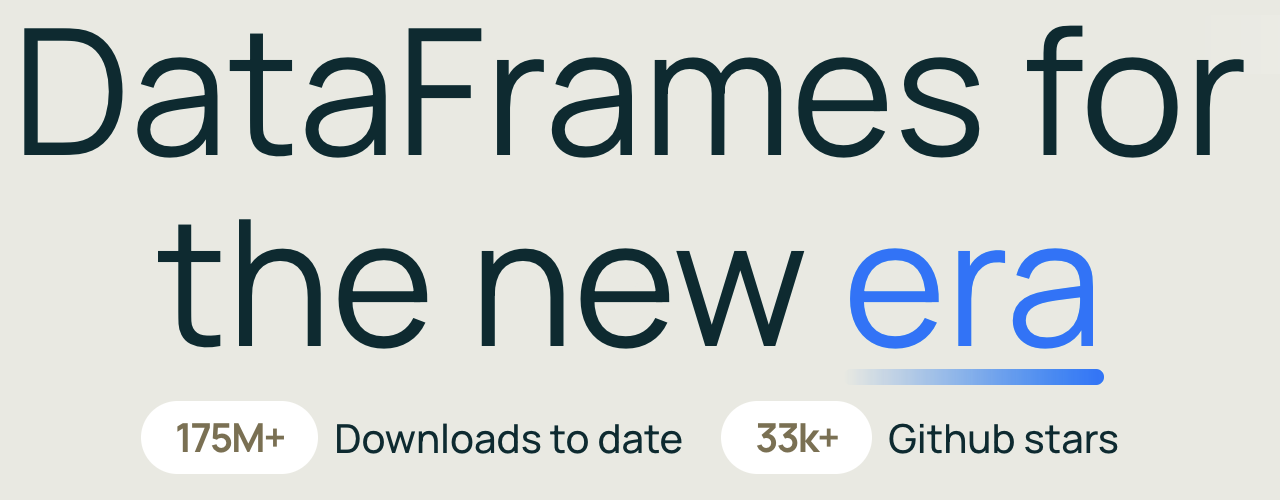 DataFrames for
the new era
175M+ Downloads to date 33k+ Github stars